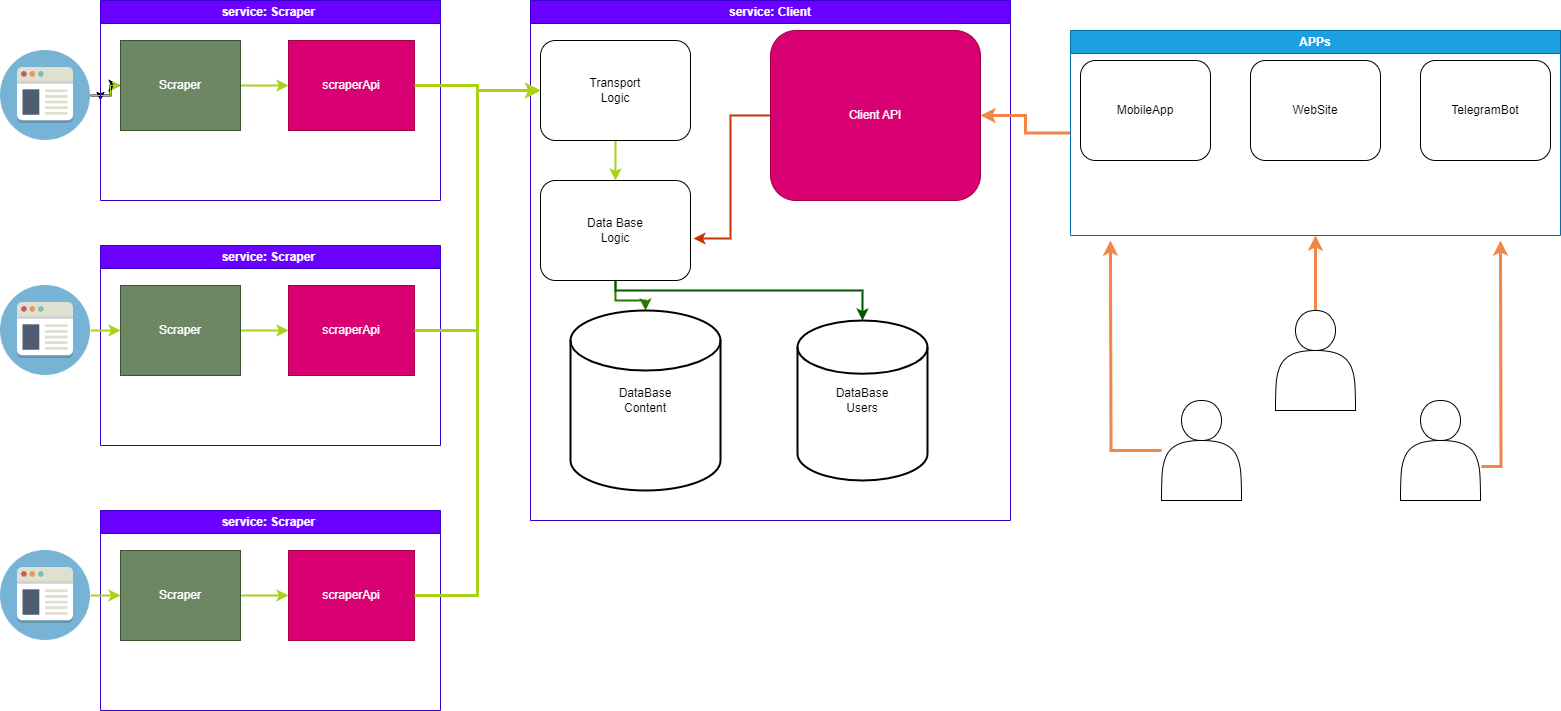 service: Scraper
Scraper
scraperApi
service: Scraper
Scraper
scraperApi
service: Scraper
Scraper
scraperApi
service: Client
Transport
Logic
Client API
Data Base
Logic
DataBase
Content
DataBase
Users
APPs
MobileApp
WebSite
TelegramBot